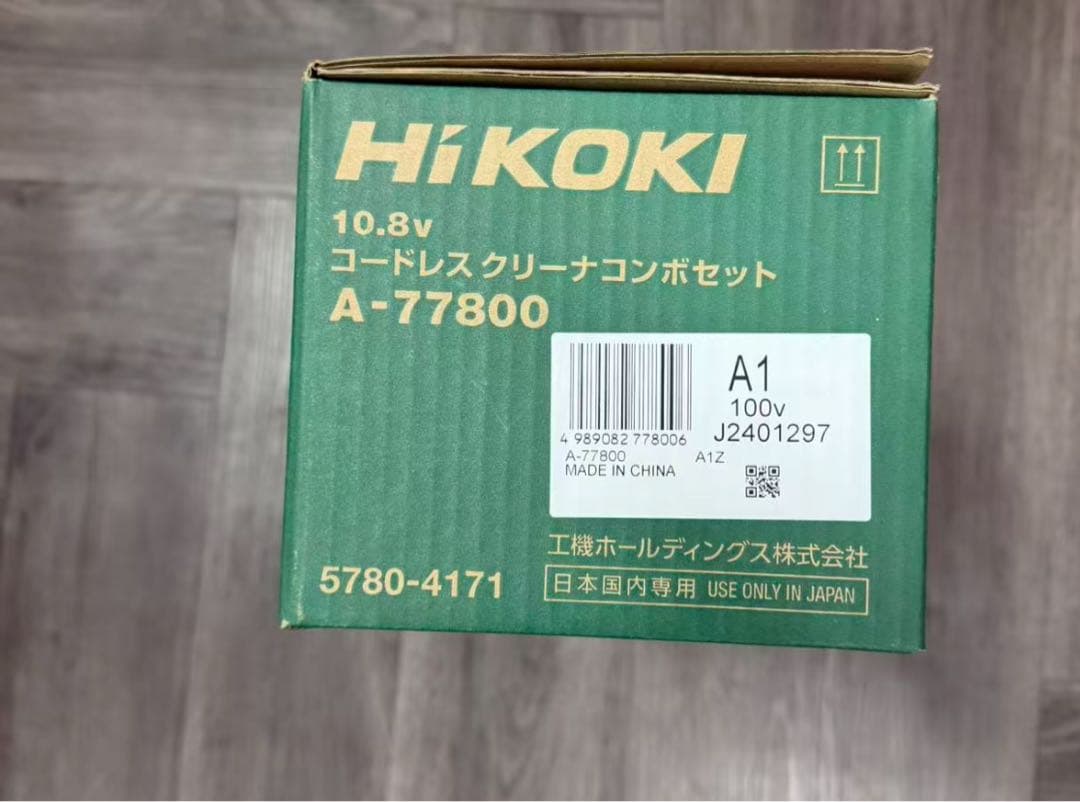 HiKOKI
10.8v
コードレス クリーナコンボセット
A-77800
A1
100v
J2401297
4 989082 778006
A-77800 A1Z
MADE IN CHINA
工機ホールディングス株式会社
5780-4171
日本国内専用 USE ONLY IN JAPAN